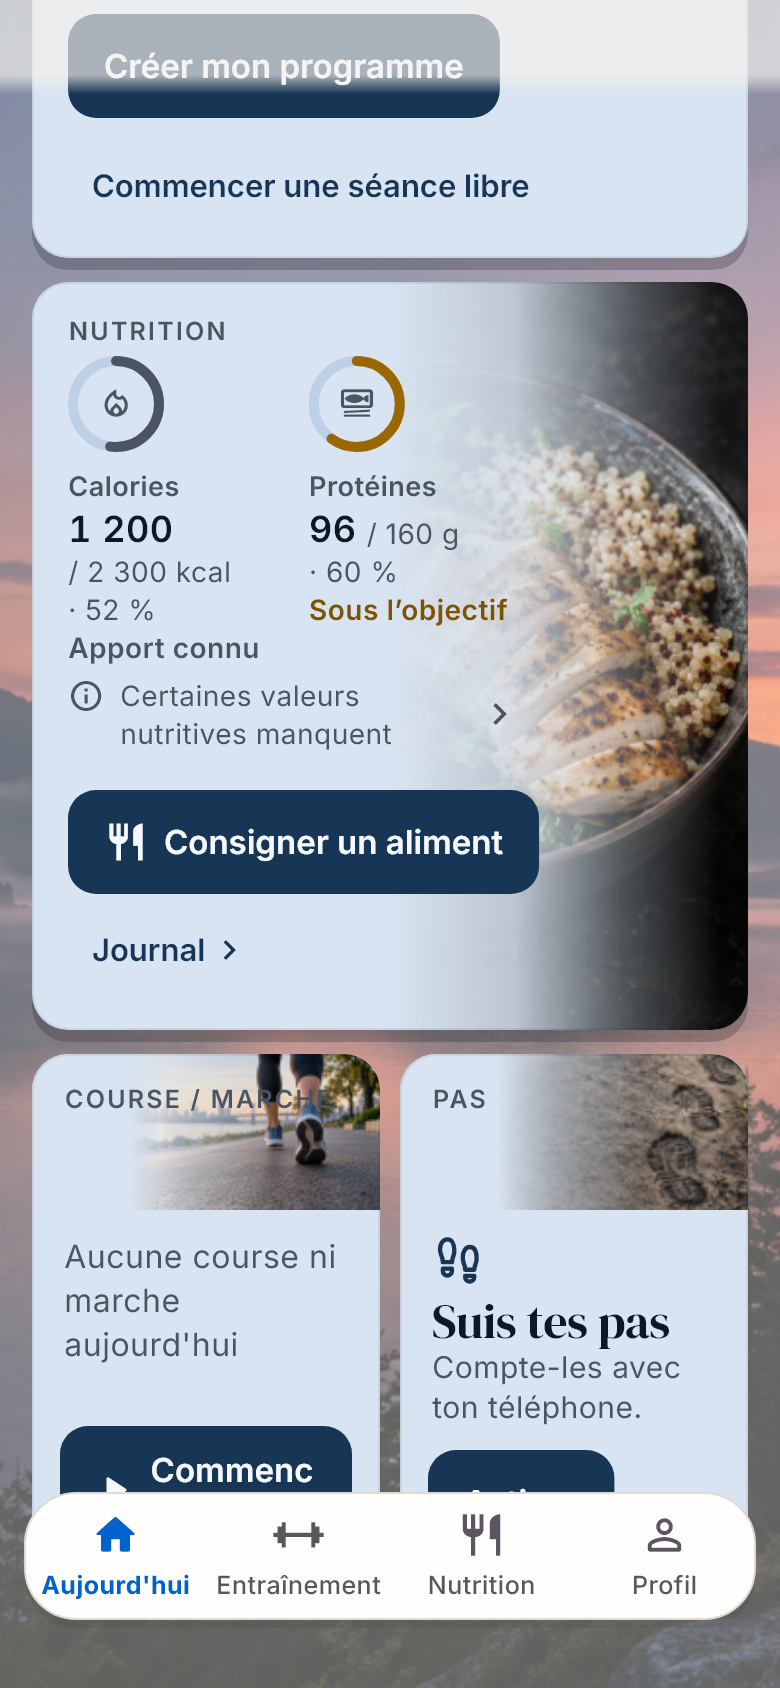 Créer mon programme
Commencer une séance libre
NUTRITION
Calories
1 200
/ 2 300 kcal
· 52 %
Apport connu
Protéines
96 / 160 g
· 60 %
Sous l’objectif
Certaines valeurs
nutritives manquent
Consigner un aliment
Journal
COURSE / MARCHE
Aucune course ni
marche
aujourd'hui
Commenc
PAS
Suis tes pas
Compte-les avec
ton téléphone.
Aujourd'hui
Entraînement
Nutrition
Profil